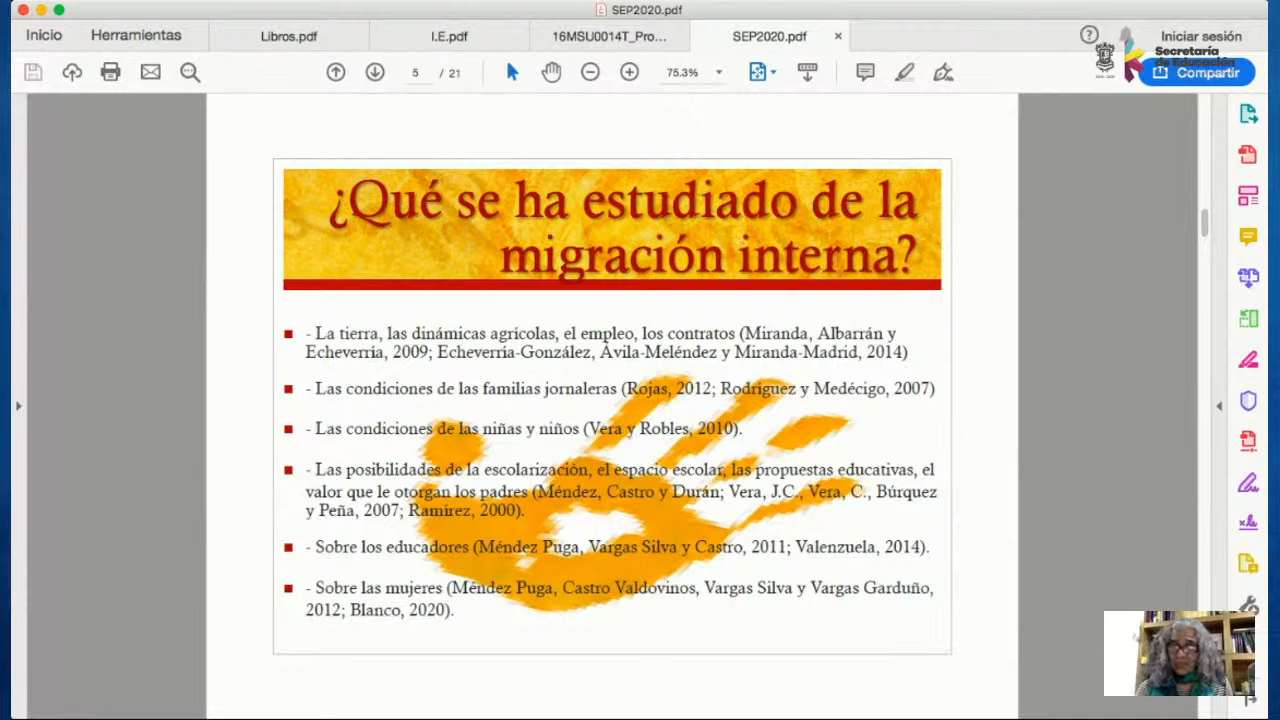 SEP2020.pdf
Inicio Herramientas Libros.pdf I.E.pdf 16MSU0014T_Pro... SEP2020.pdf × Iniciar sesión
5 / 21 75.3% Compartir
Secretaría
de Educación
¿Qué se ha estudiado de la
migración interna?
- La tierra, las dinámicas agrícolas, el empleo, los contratos (Miranda, Albarrán y
Echeverría, 2009; Echeverría-González, Ávila-Meléndez y Miranda-Madrid, 2014)
- Las condiciones de las familias jornaleras (Rojas, 2012; Rodríguez y Medécigo, 2007)
- Las condiciones de las niñas y niños (Vera y Robles, 2010).
- Las posibilidades de la escolarización, el espacio escolar, las propuestas educativas, el
valor que le otorgan los padres (Méndez, Castro y Durán; Vera, J.C., Vera, C., Búrquez
y Peña, 2007; Ramírez, 2000).
- Sobre los educadores (Méndez Puga, Vargas Silva y Castro, 2011; Valenzuela, 2014).
- Sobre las mujeres (Méndez Puga, Castro Valdovinos, Vargas Silva y Vargas Garduño,
2012; Blanco, 2020).